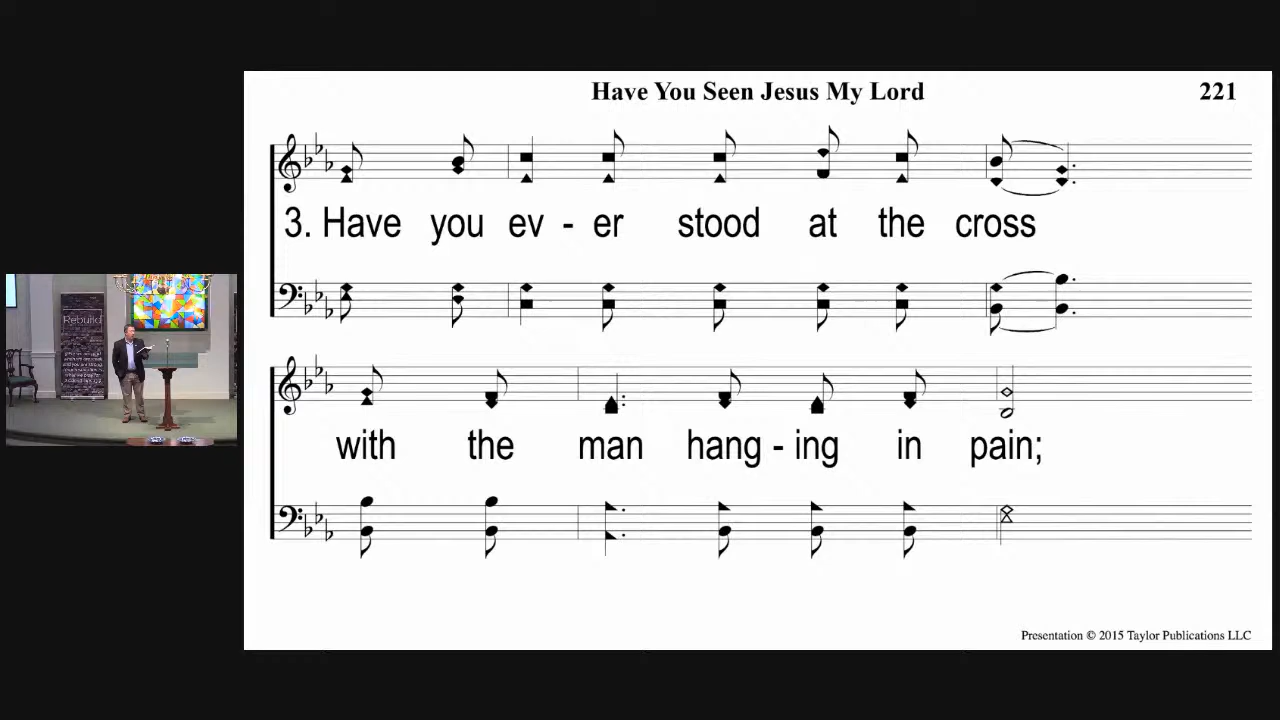 Have You Seen Jesus My Lord 221
3. Have you ev - er stood at the cross
with the man hang - ing in pain;
Presentation © 2015 Taylor Publications LLC
Rebuild